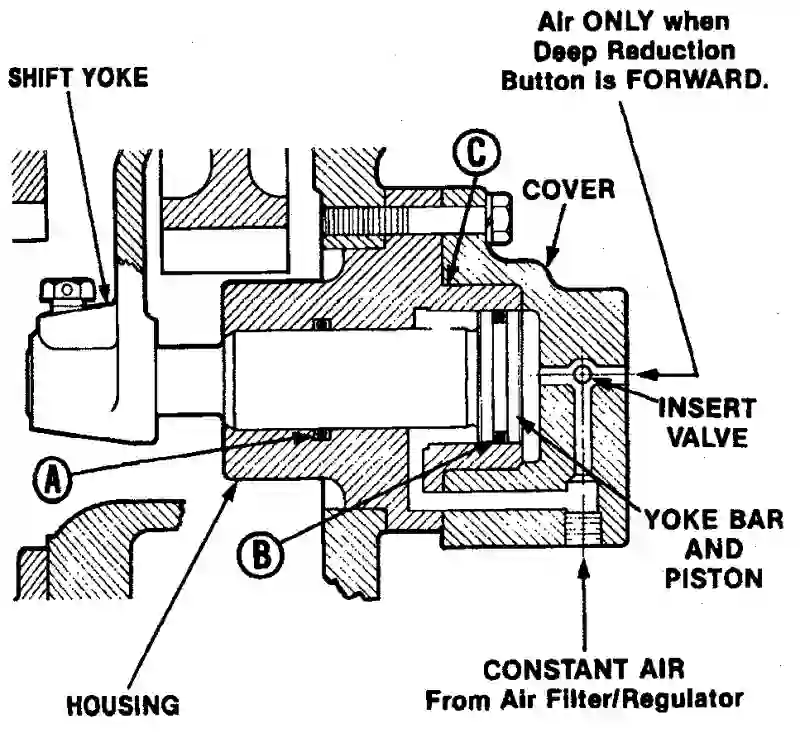 Air ONLY when
Deep Reduction
Button is FORWARD.
SHIFT YOKE
C
COVER
INSERT
VALVE
A
B
YOKE BAR
AND
PISTON
HOUSING
CONSTANT AIR
From Air Filter/Regulator